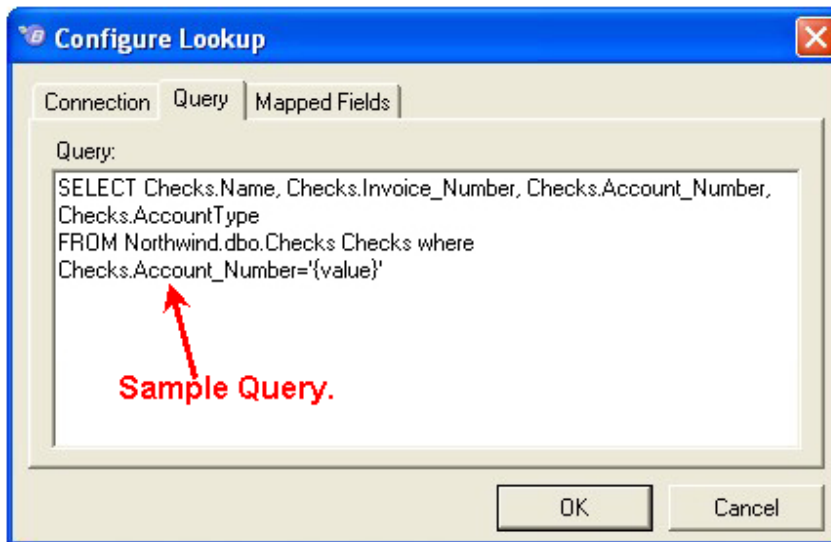 Configure Lookup
Connection Query Mapped Fields
Query:
SELECT Checks.Name, Checks.Invoice_Number, Checks.Account_Number,
Checks.AccountType
FROM Northwind.dbo.Checks Checks where
Checks.Account_Number='{value}'
Sample Query.
OK Cancel